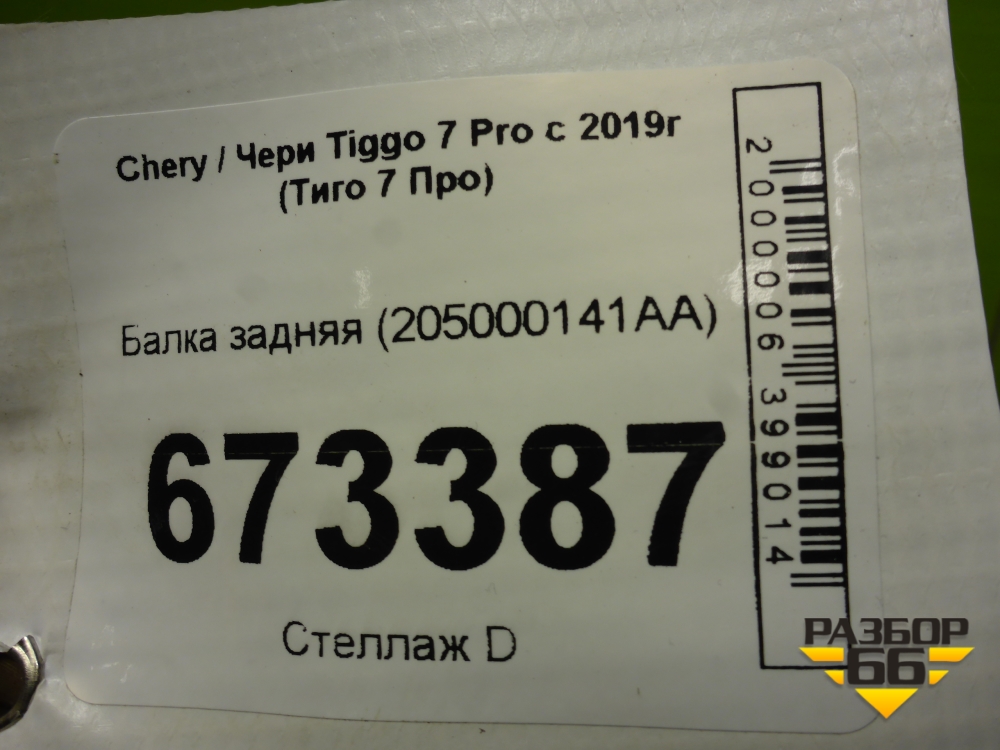 Chery / Чери Tiggo 7 Pro с 2019г
(Тиго 7 Про)
Балка задняя (205000141AA)
673387
Стеллаж D
2000006399014
РАЗБОР
66